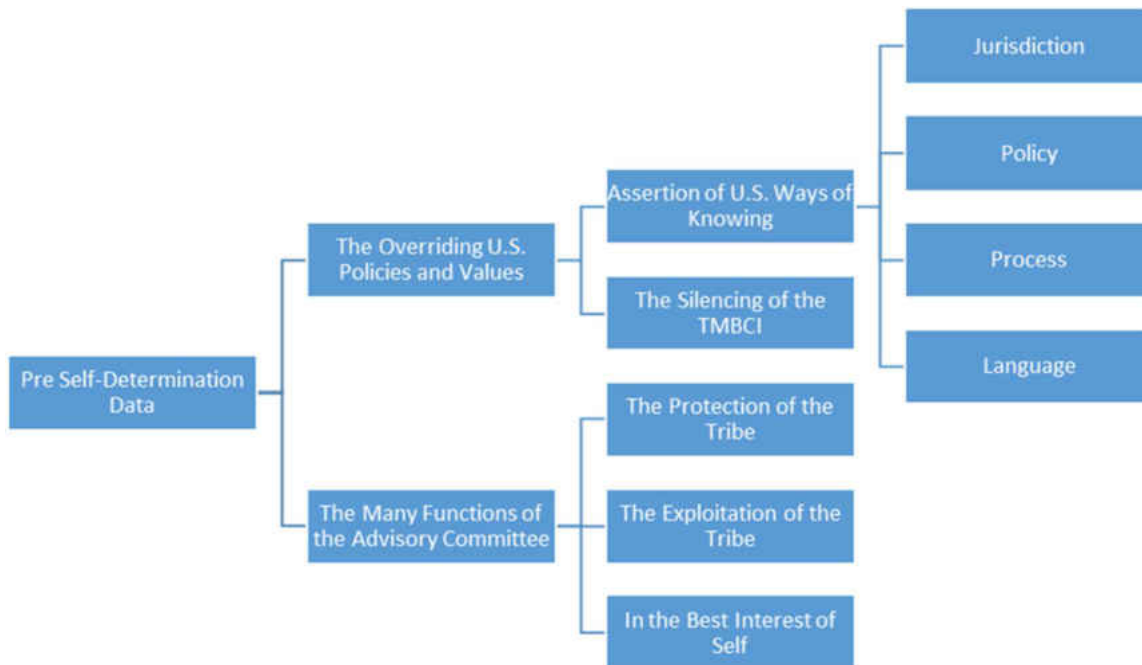 Pre Self-Determination
Data
The Overriding U.S.
Policies and Values
Assertion of U.S. Ways of
Knowing
Jurisdiction
Policy
Process
Language
The Silencing of the
TMBCI
The Many Functions of
the Advisory Committee
The Protection of the
Tribe
The Exploitation of the
Tribe
In the Best Interest of
Self